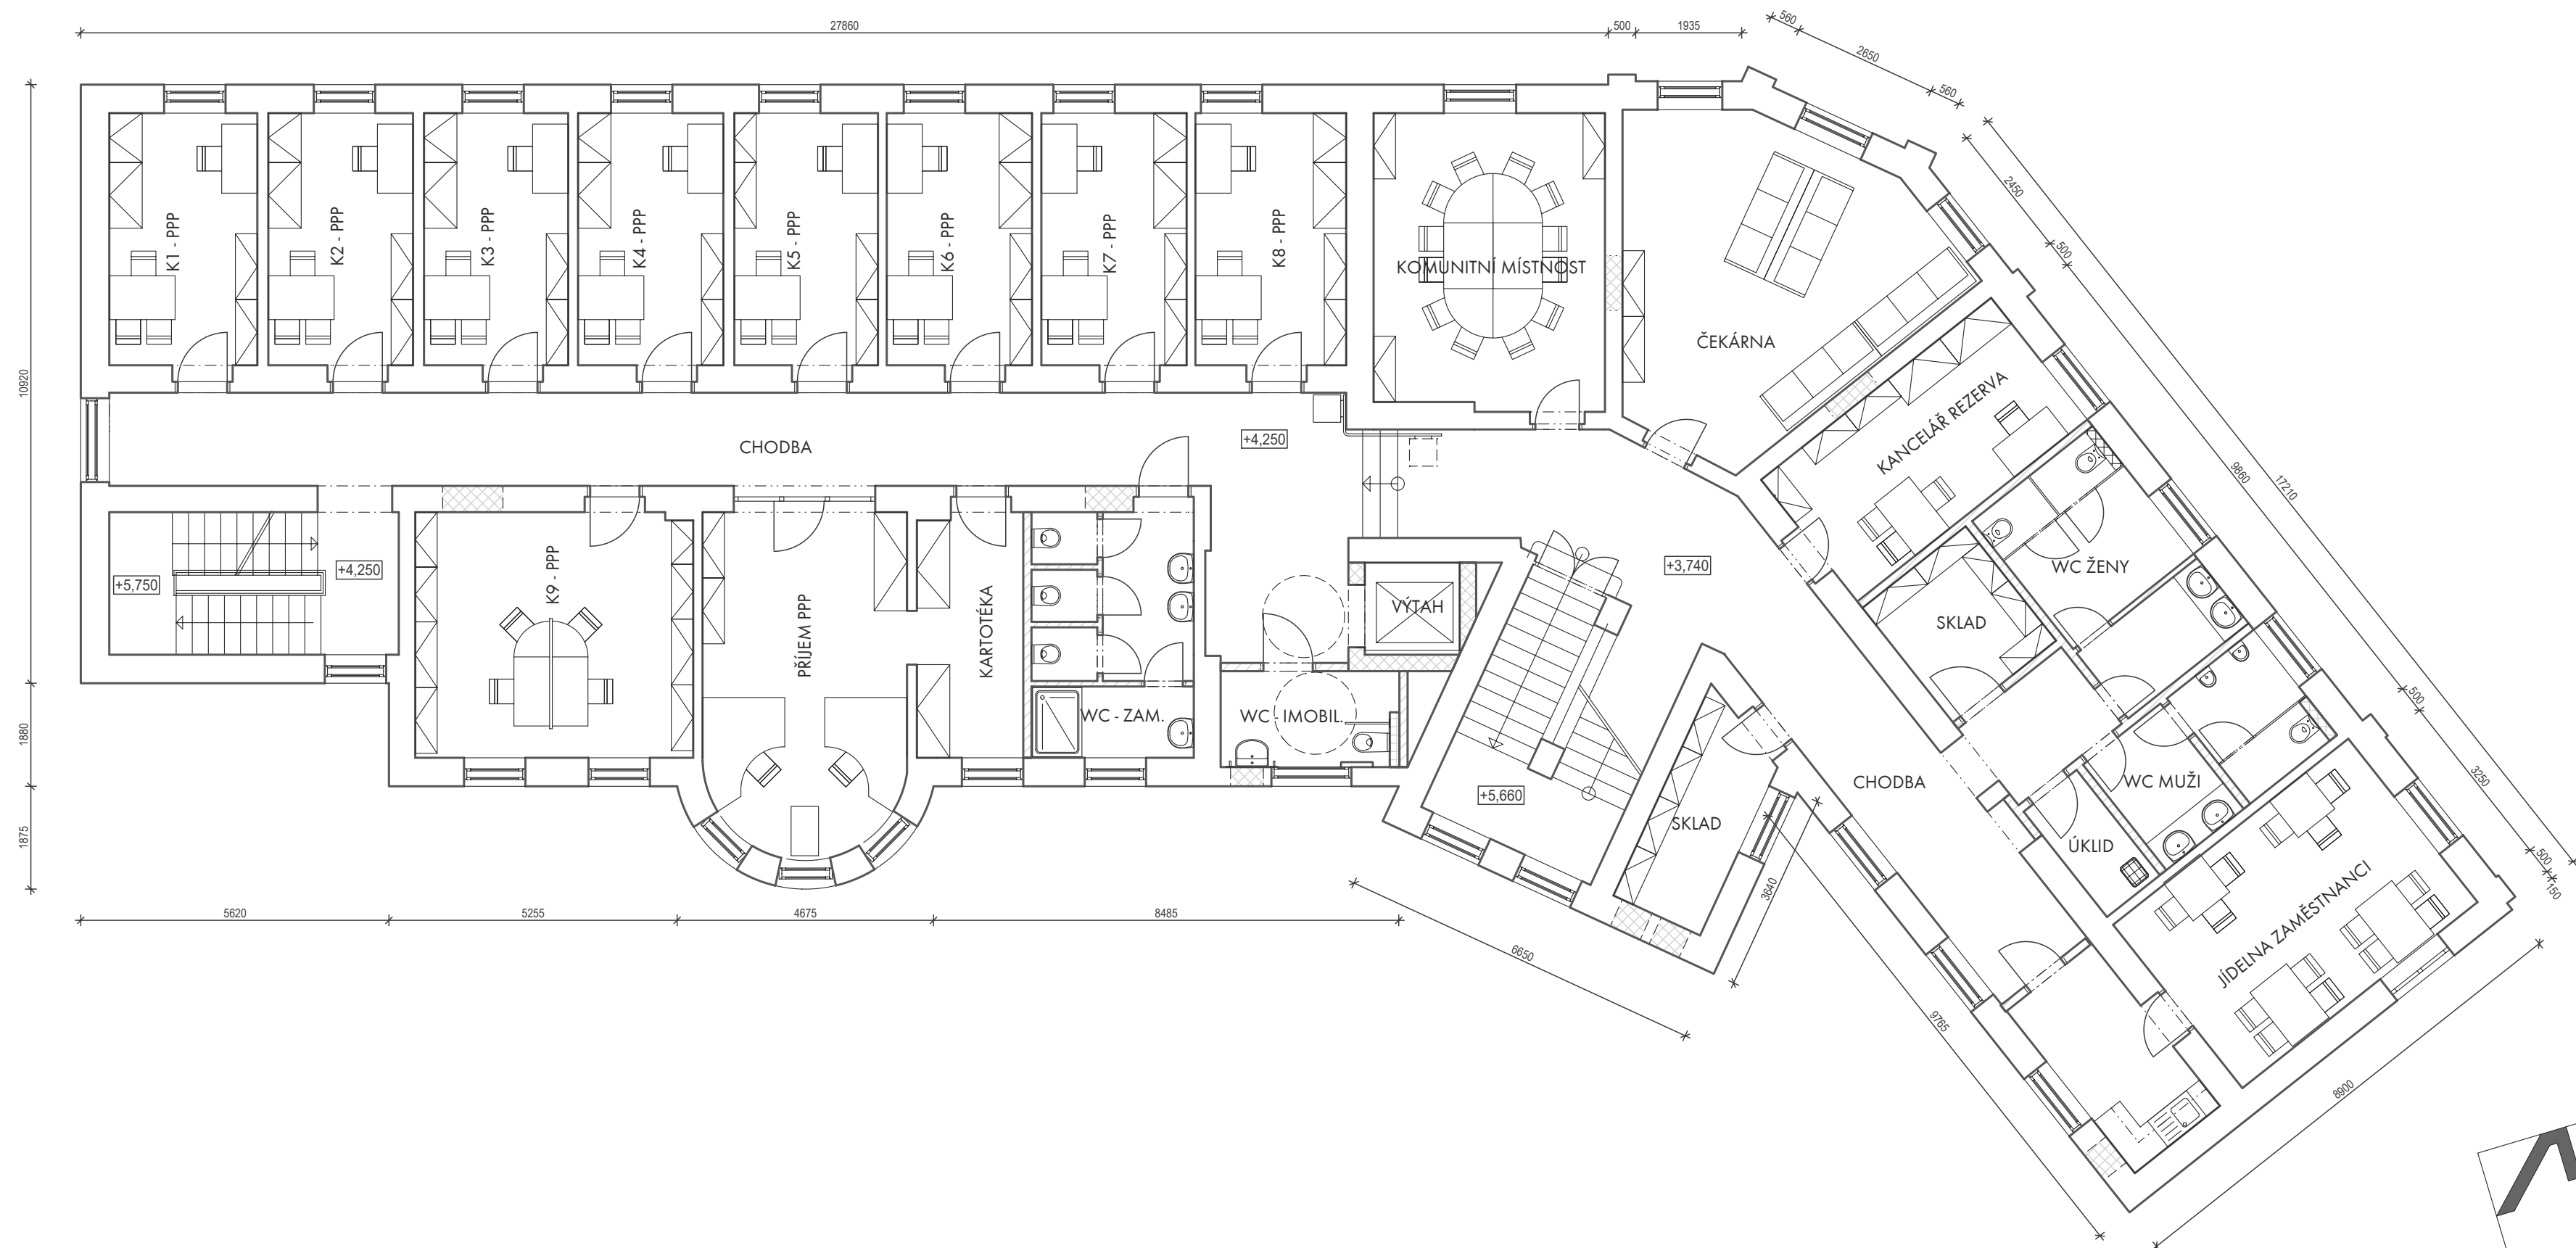 27860
500
1935
560
2650
560
2450
500
9860
17210
500
3250
500
150
10920
1880
1875
K1 - PPP
K2 - PPP
K3 - PPP
K4 - PPP
K5 - PPP
K6 - PPP
K7 - PPP
K8 - PPP
KOMUNITNÍ MÍSTNOST
ČEKÁRNA
KANCELÁŘ REZERVA
CHODBA
+4,250
+5,750
+4,250
K9 - PPP
PŘÍJEM PPP
KARTOTÉKA
WC - ZAM.
WC - IMOBIL.
VÝTAH
+3,740
+5,660
SKLAD
SKLAD
WC ŽENY
CHODBA
WC MUŽI
ÚKLID
JÍDELNA ZAMĚSTNANCI
5620
5255
4675
8485
6650
3640
9765
8900